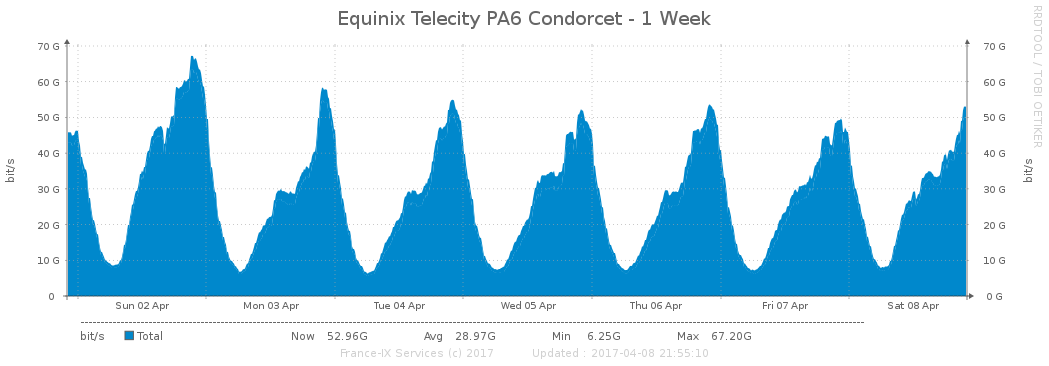 Equinix Telecity PA6 Condorcet - 1 Week
RRDTOOL / TOBI OETIKER
bit/s
70 G
60 G
50 G
40 G
30 G
20 G
10 G
0
70 G
60 G
50 G
40 G
30 G
20 G
10 G
0 G
bit/s
Sun 02 Apr Mon 03 Apr Tue 04 Apr Wed 05 Apr Thu 06 Apr Fri 07 Apr Sat 08 Apr
bit/s Total Now 52.96G Avg 28.97G Min 6.25G Max 67.20G
France-IX Services (c) 2017 Updated : 2017-04-08 21:55:10